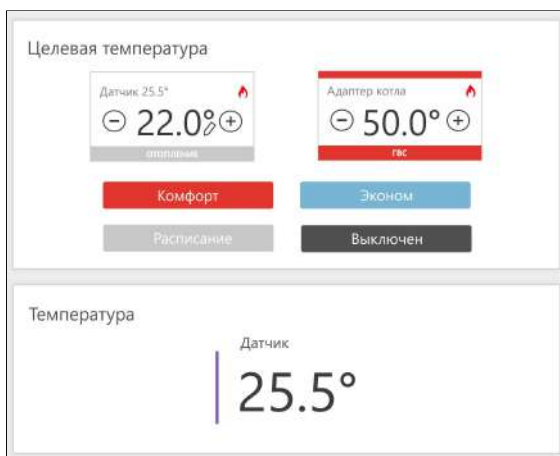 Целевая температура
Датчик 25.5°
22.0°
отопление
Адаптер котла
50.0°
ГВС
Комфорт
Эконом
Расписание
Выключен
Температура
Датчик
25.5°